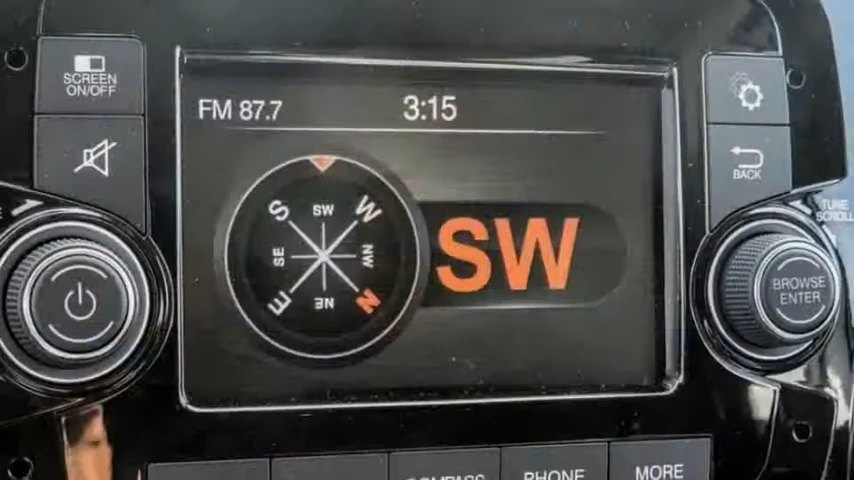 SCREEN
ON/OFF
FM 87.7
3:15
BACK
TUNE
SCROLL
S SW W
SE NW
E NE N
SW
BROWSE
ENTER
COMPASS
PHONE
MORE